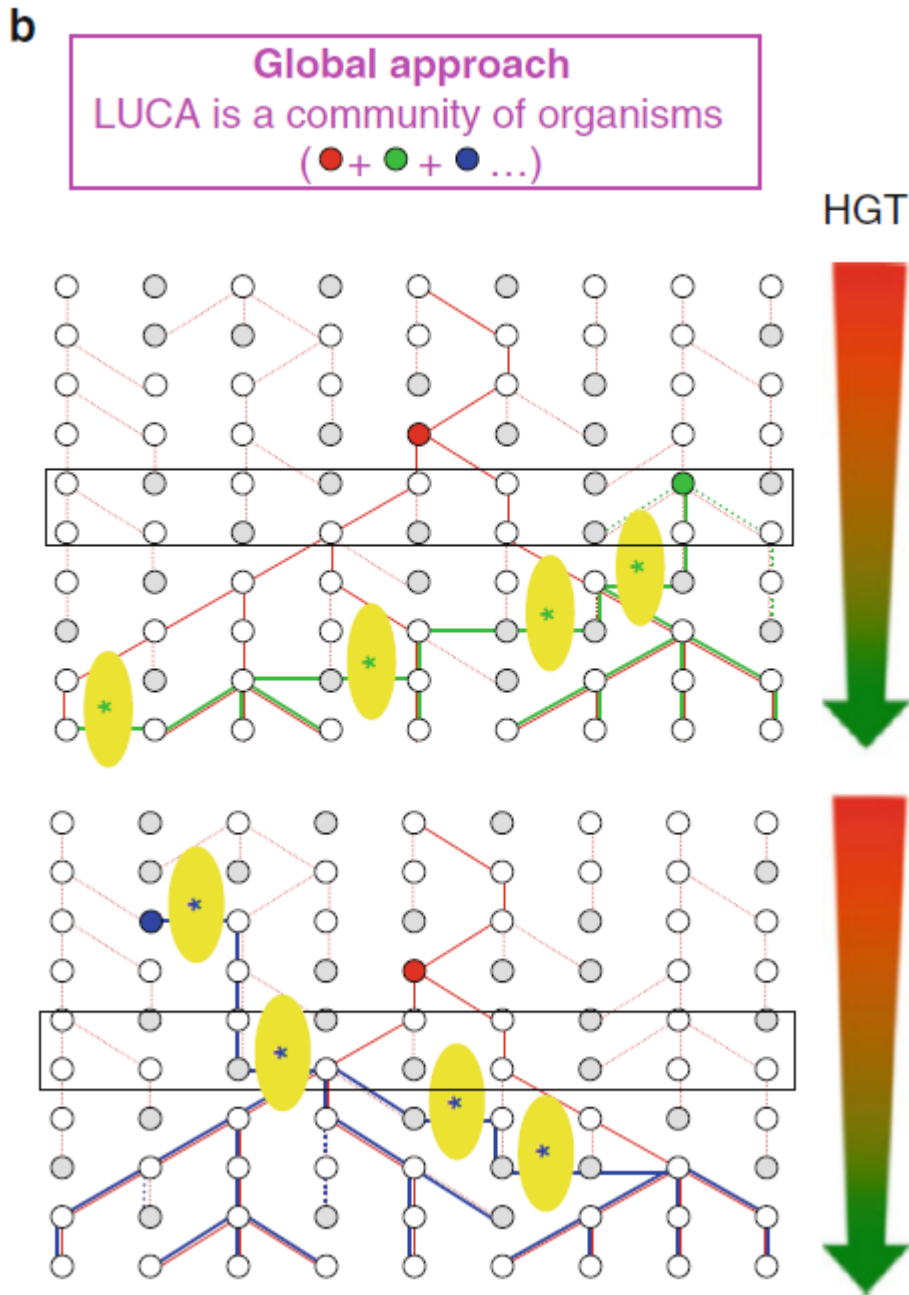 b
Global approach
LUCA is a community of organisms
( + + ...)
HGT
*
*
*
*
*
*
*
*